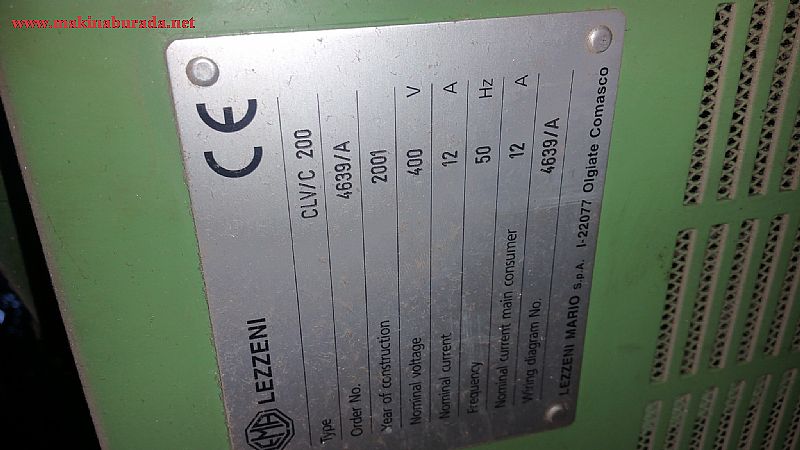 www.makinaburada.net
LEZZENI CE
Type CLV/C 200
Order No. 4639/A
Year of construction 2001
Nominal voltage 400 V
Nominal current 12 A
Frequency 50 Hz
Nominal current main consumer 12 A
Wiring diagram No. 4639/A
LEZZENI MARIO S.P.A. I-22077 Olgiate Comasco